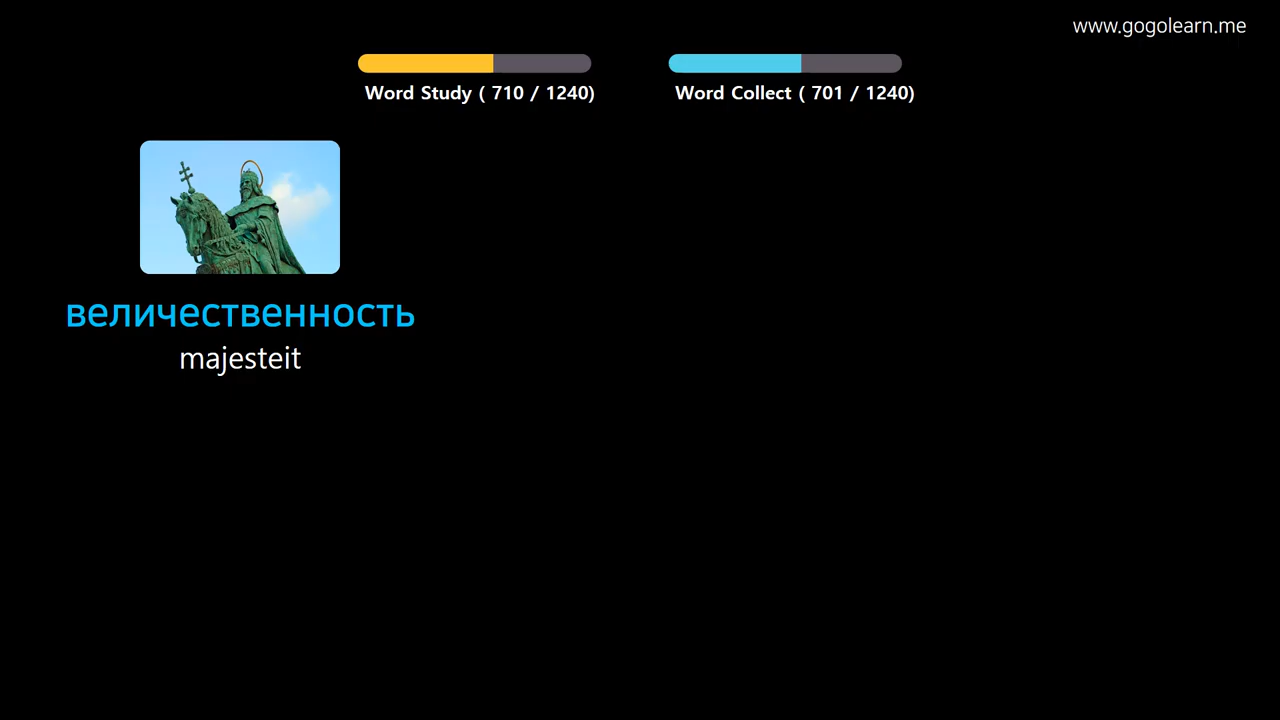 www.gogolearn.me
Word Study ( 710 / 1240)
Word Collect ( 701 / 1240)
величественность
majesteit